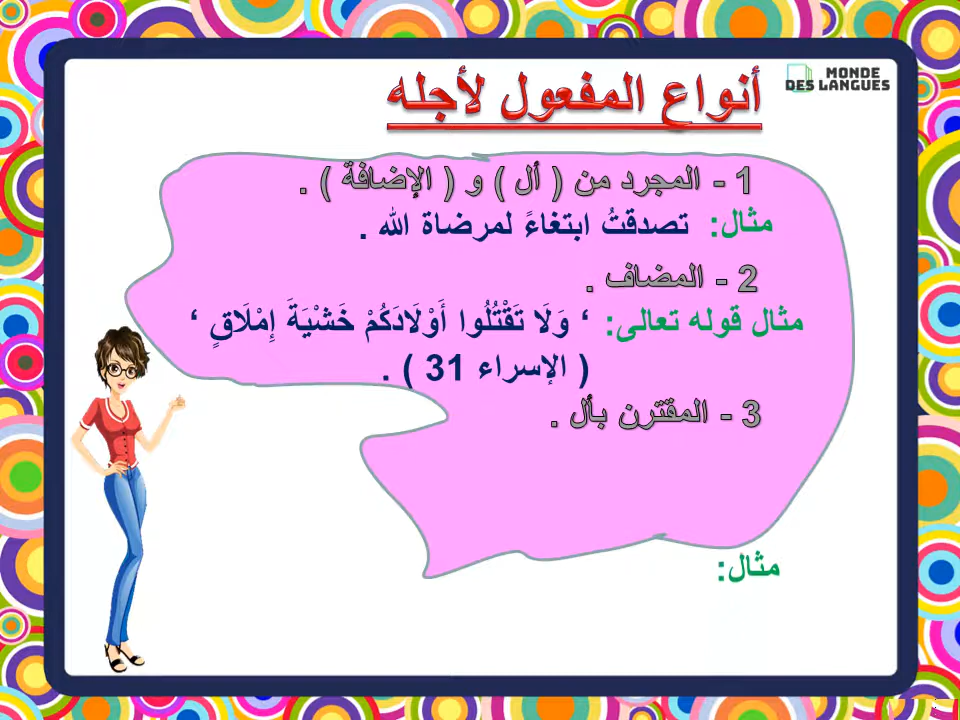 أنواع المفعول لأجله
MONDE
DES LANGUES
1 - المجرد من ( أل ) و ( الإضافة ) .
مثال: تصدقتُ ابتغاءً لمرضاة الله .
2 - المضاف .
مثال قوله تعالى: ‘ وَلَا تَقْتُلُوا أَوْلَادَكُمْ خَشْيَةَ إِمْلَاقٍ ‘
( الإسراء 31 ) .
3 - المقترن بأل .
مثال: